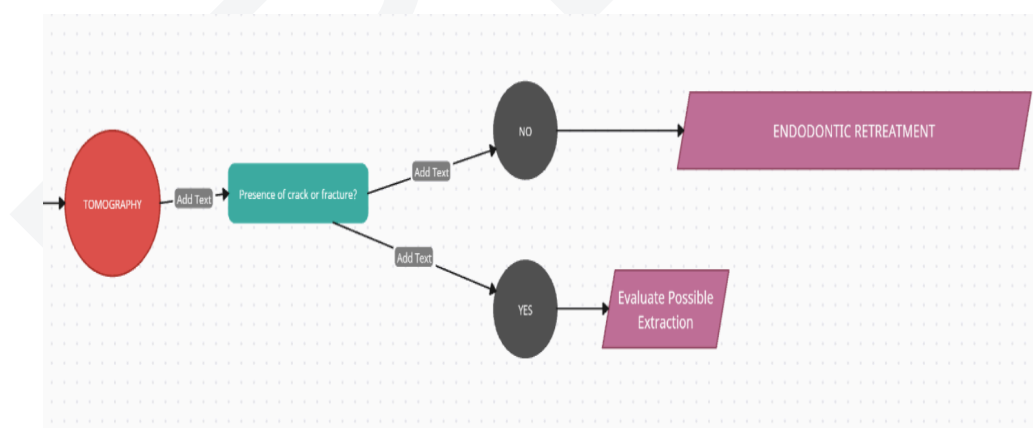 TOMOGRAPHY
Add Text
Presence of crack or fracture?
Add Text
NO
ENDODONTIC RETREATMENT
Add Text
YES
Evaluate Possible
Extraction